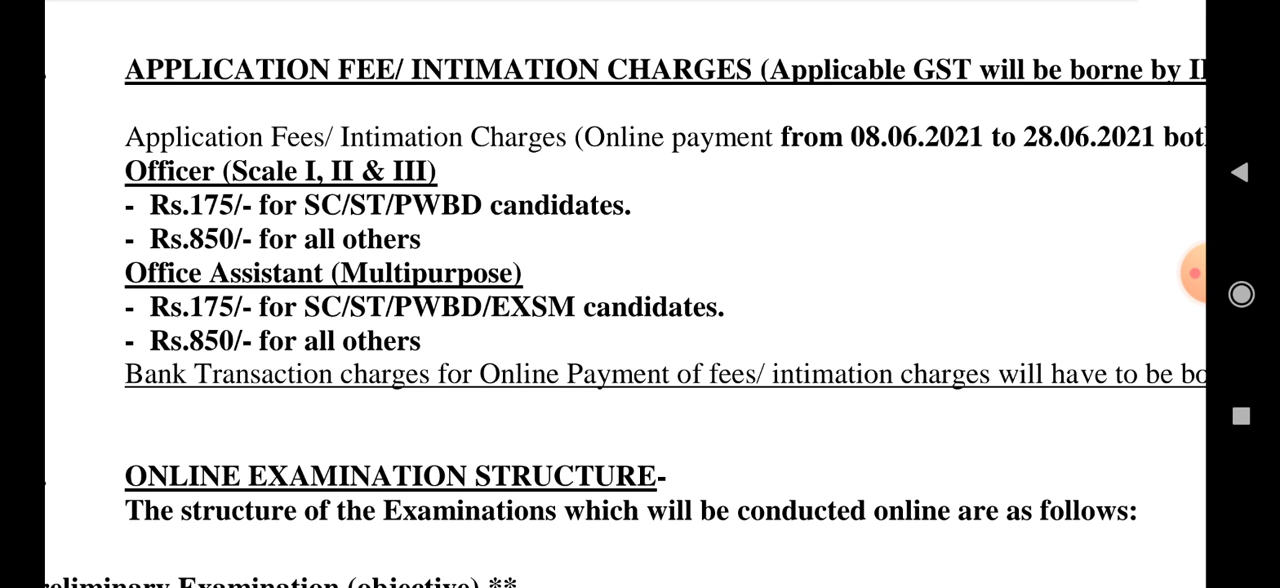 APPLICATION FEE/ INTIMATION CHARGES (Applicable GST will be borne by
Application Fees/ Intimation Charges (Online payment from 08.06.2021 to 28.06.2021
Officer (Scale I, II & III)
- Rs.175/- for SC/ST/PWBD candidates.
- Rs.850/- for all others
Office Assistant (Multipurpose)
- Rs.175/- for SC/ST/PWBD/EXSM candidates.
- Rs.850/- for all others
Bank Transaction charges for Online Payment of fees/ intimation charges will have to be
ONLINE EXAMINATION STRUCTURE-
The structure of the Examinations which will be conducted online are as follows:
Examination (objective) **